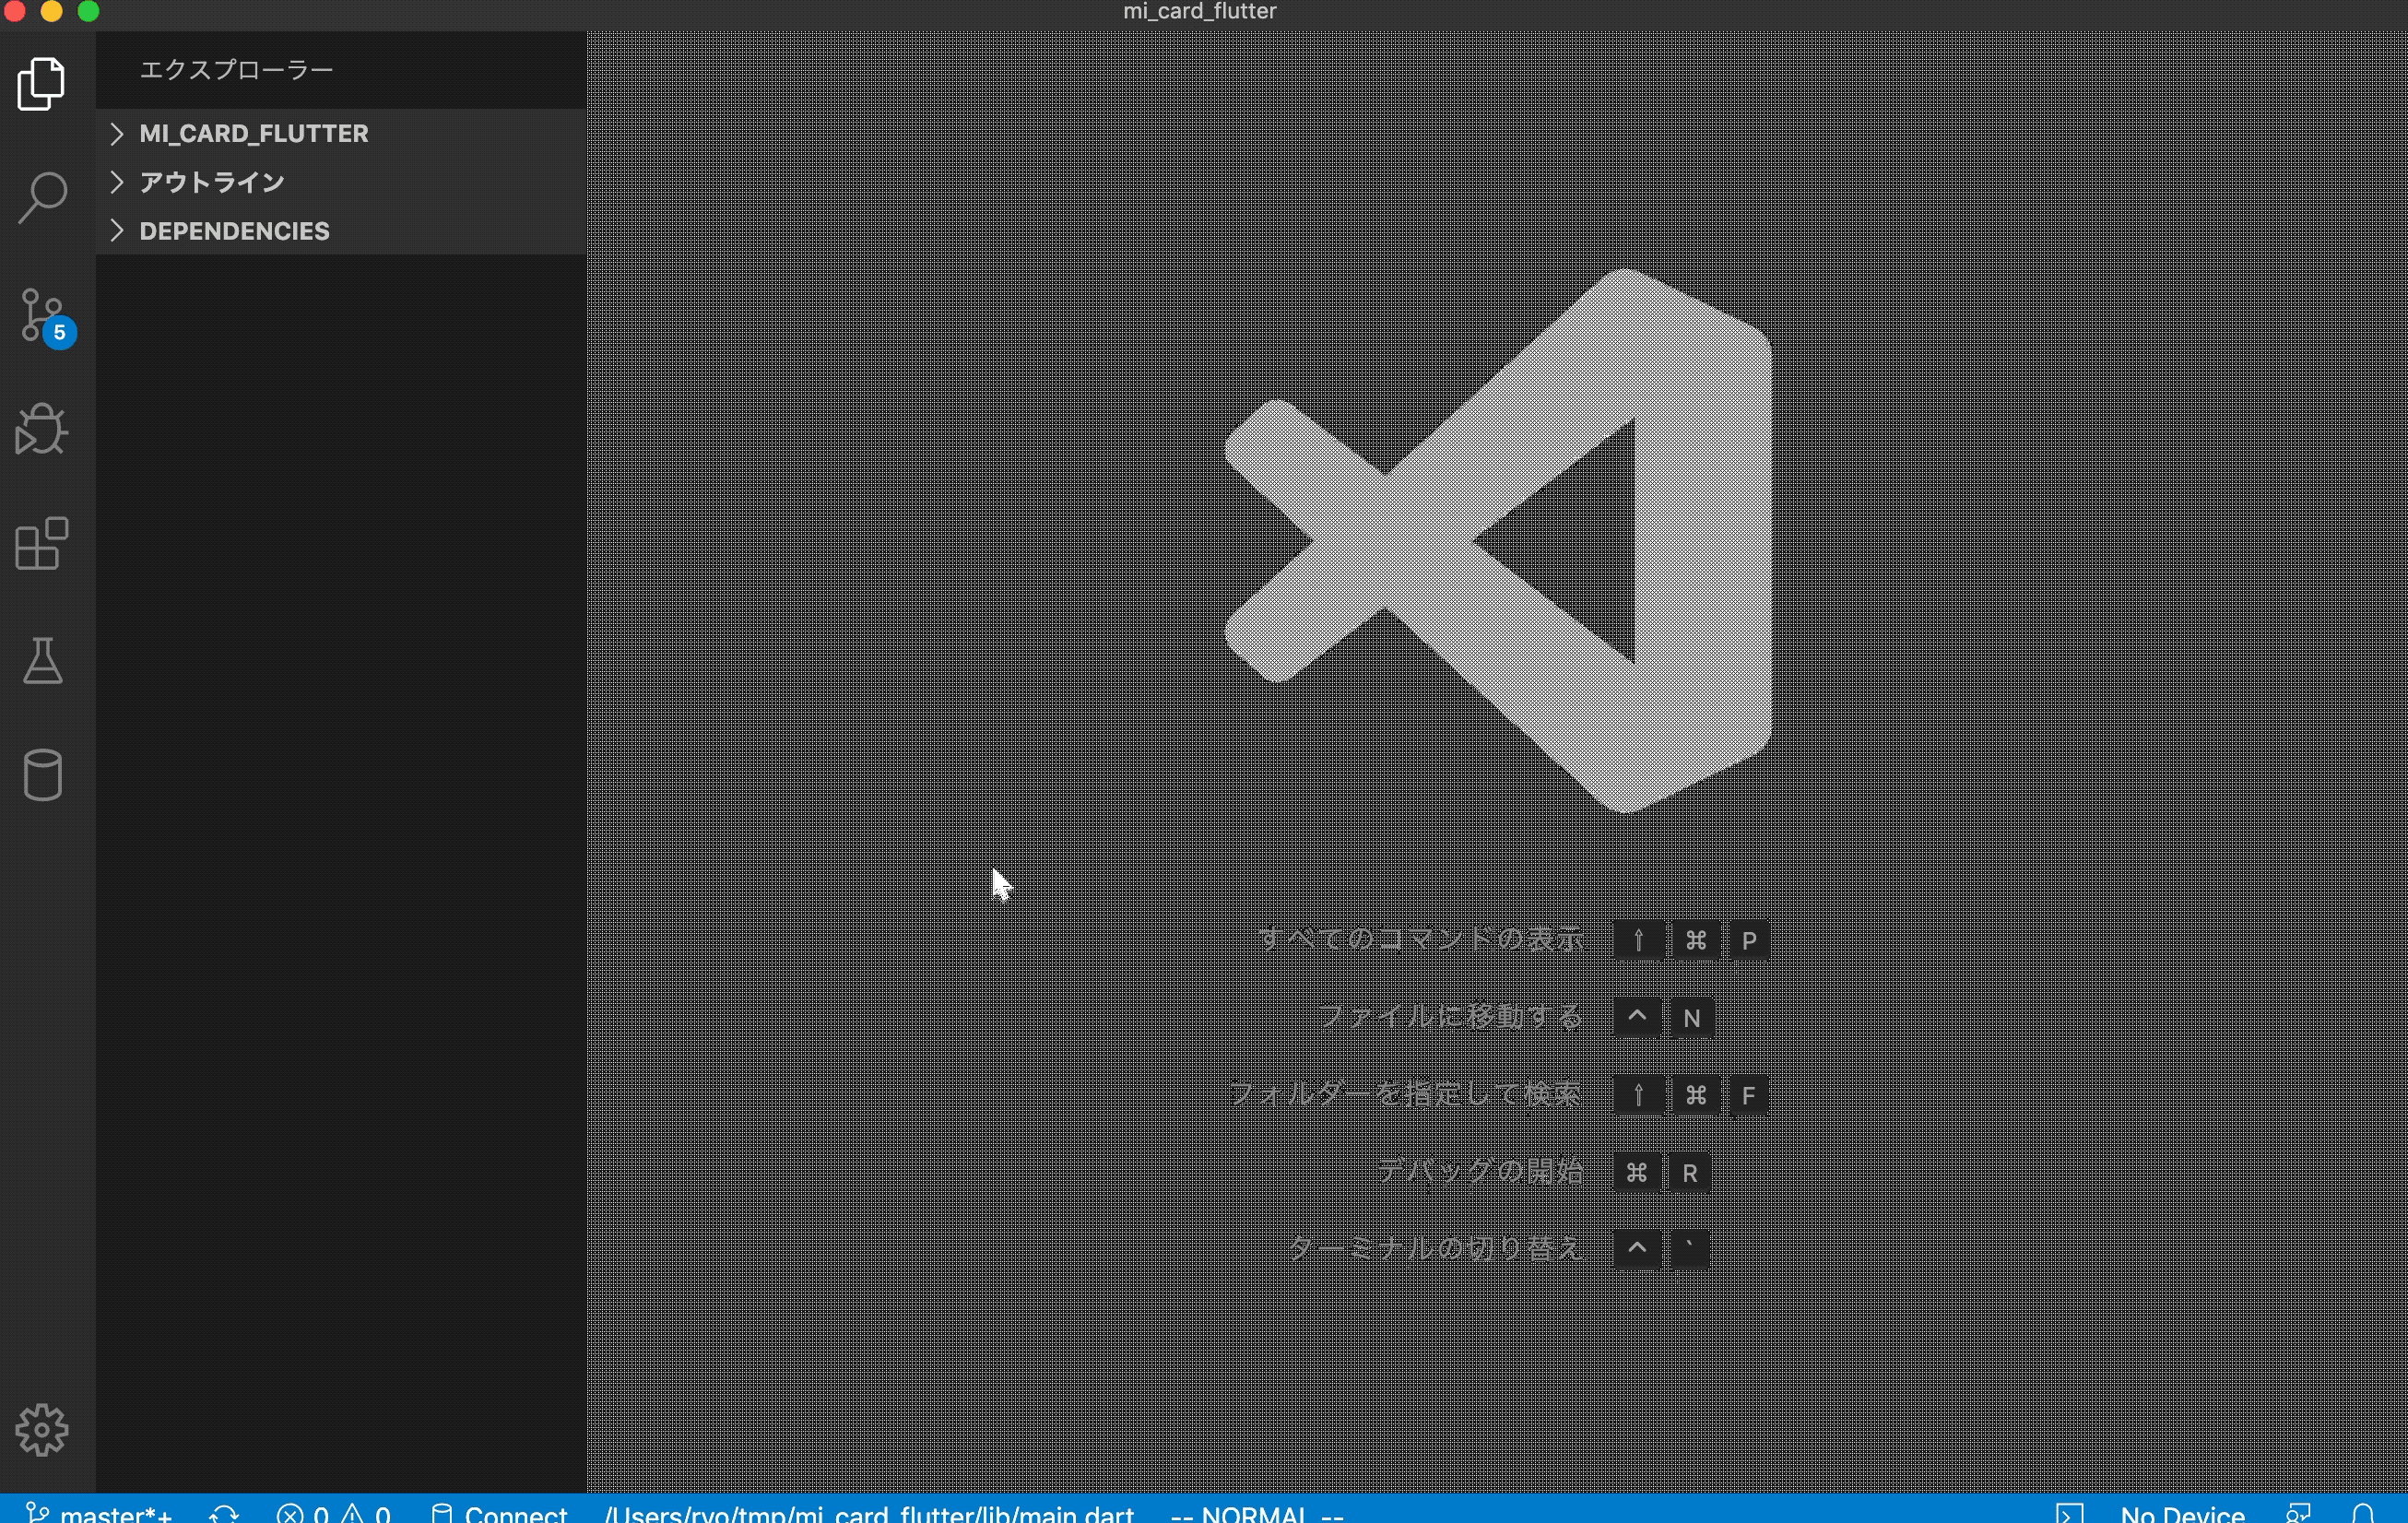 mi_card_flutter
エクスプローラー
MI_CARD_FLUTTER
アウトライン
DEPENDENCIES
5
すべてのコマンドの表示 ⇧ ⌘ P
ファイルに移動する ^ N
フォルダーを指定して検索 ⇧ ⌘ F
デバッグの開始 ⌘ R
ターミナルの切り替え ^ `
master*+ 0 0 Connect /Users/ryo/tmp/mi_card_flutter/lib/main.dart -- NORMAL -- No Device